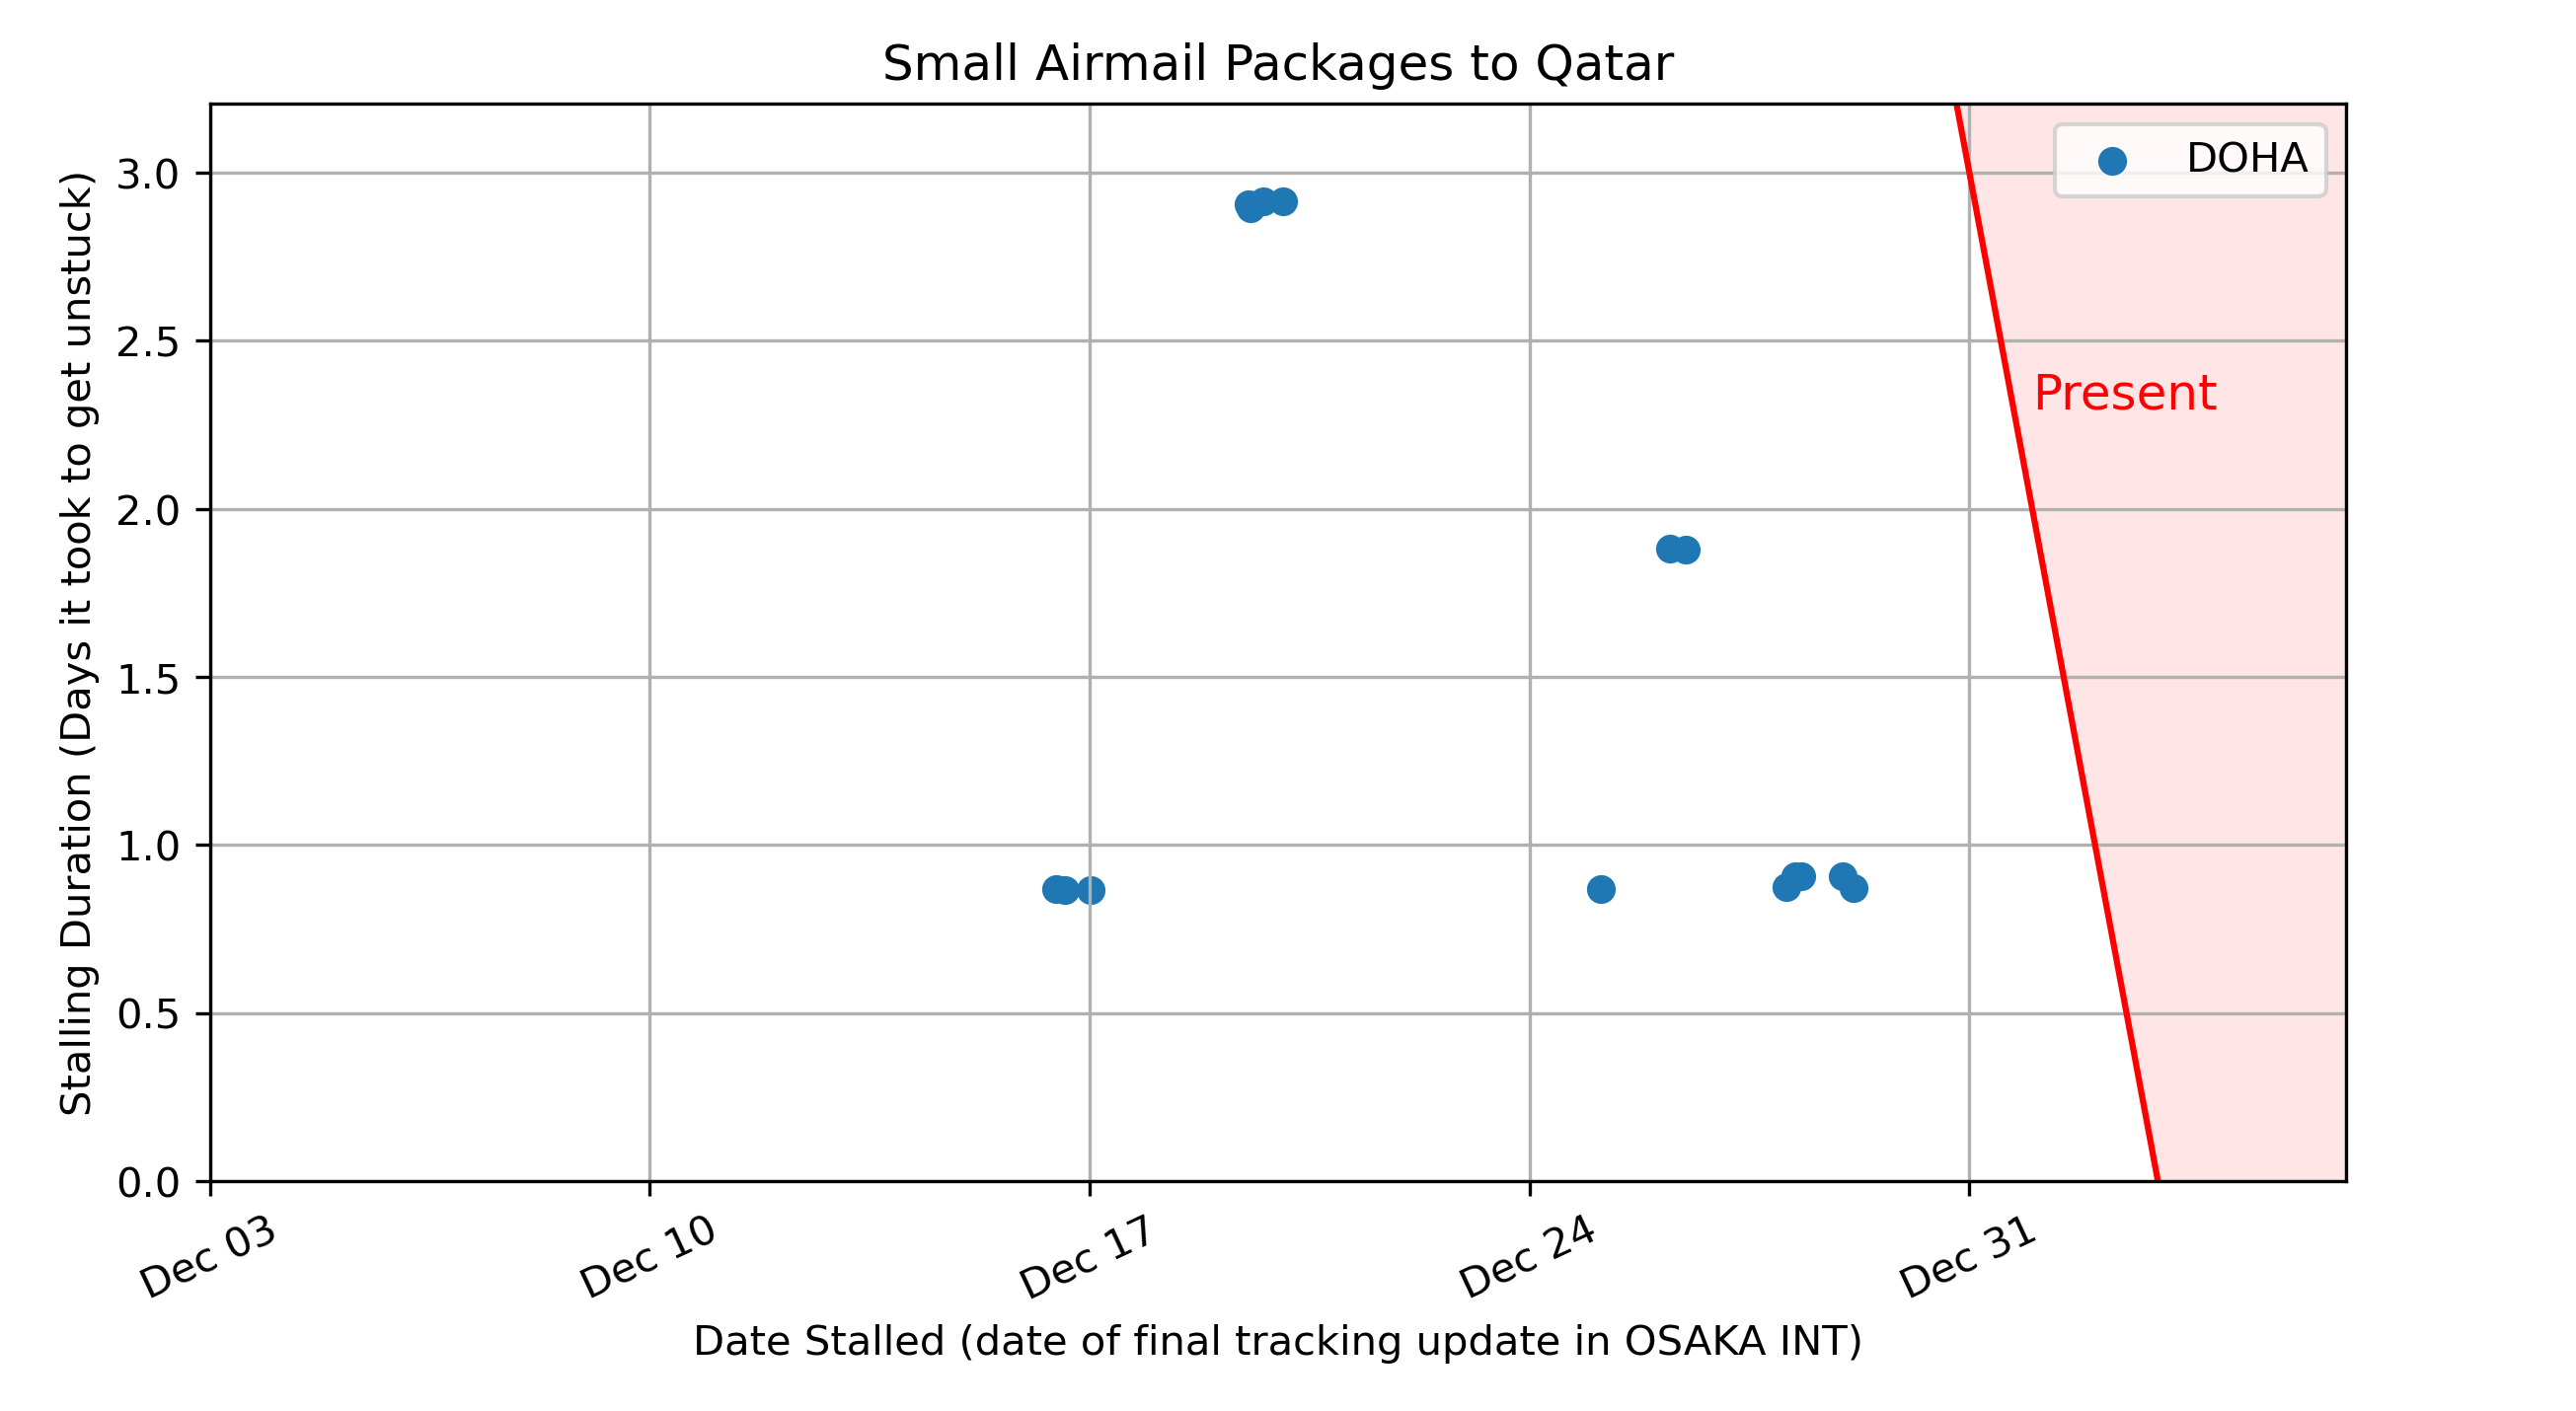 Small Airmail Packages to Qatar
DOHA
Present
Stalling Duration (Days it took to get unstuck)
3.0
2.5
2.0
1.5
1.0
0.5
0.0
Dec 03
Dec 10
Dec 17
Dec 24
Dec 31
Date Stalled (date of final tracking update in OSAKA INT)